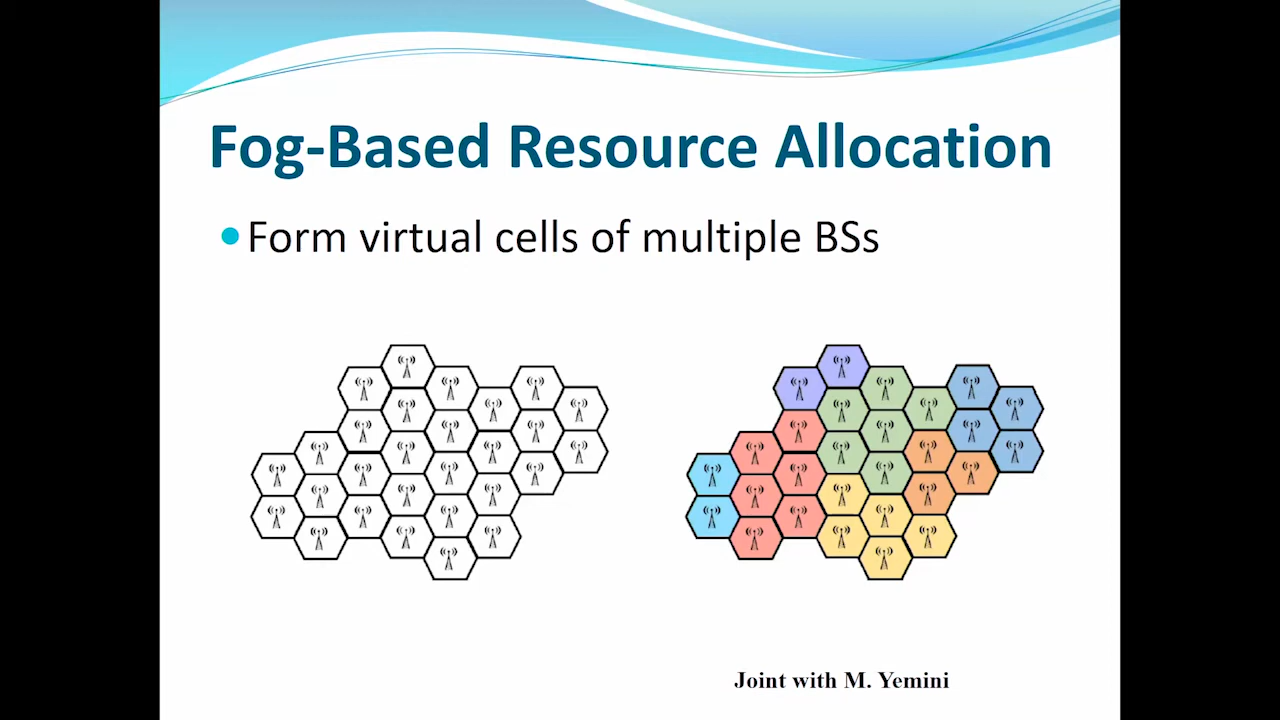 Fog-Based Resource Allocation
•Form virtual cells of multiple BSs
Joint with M. Yemini